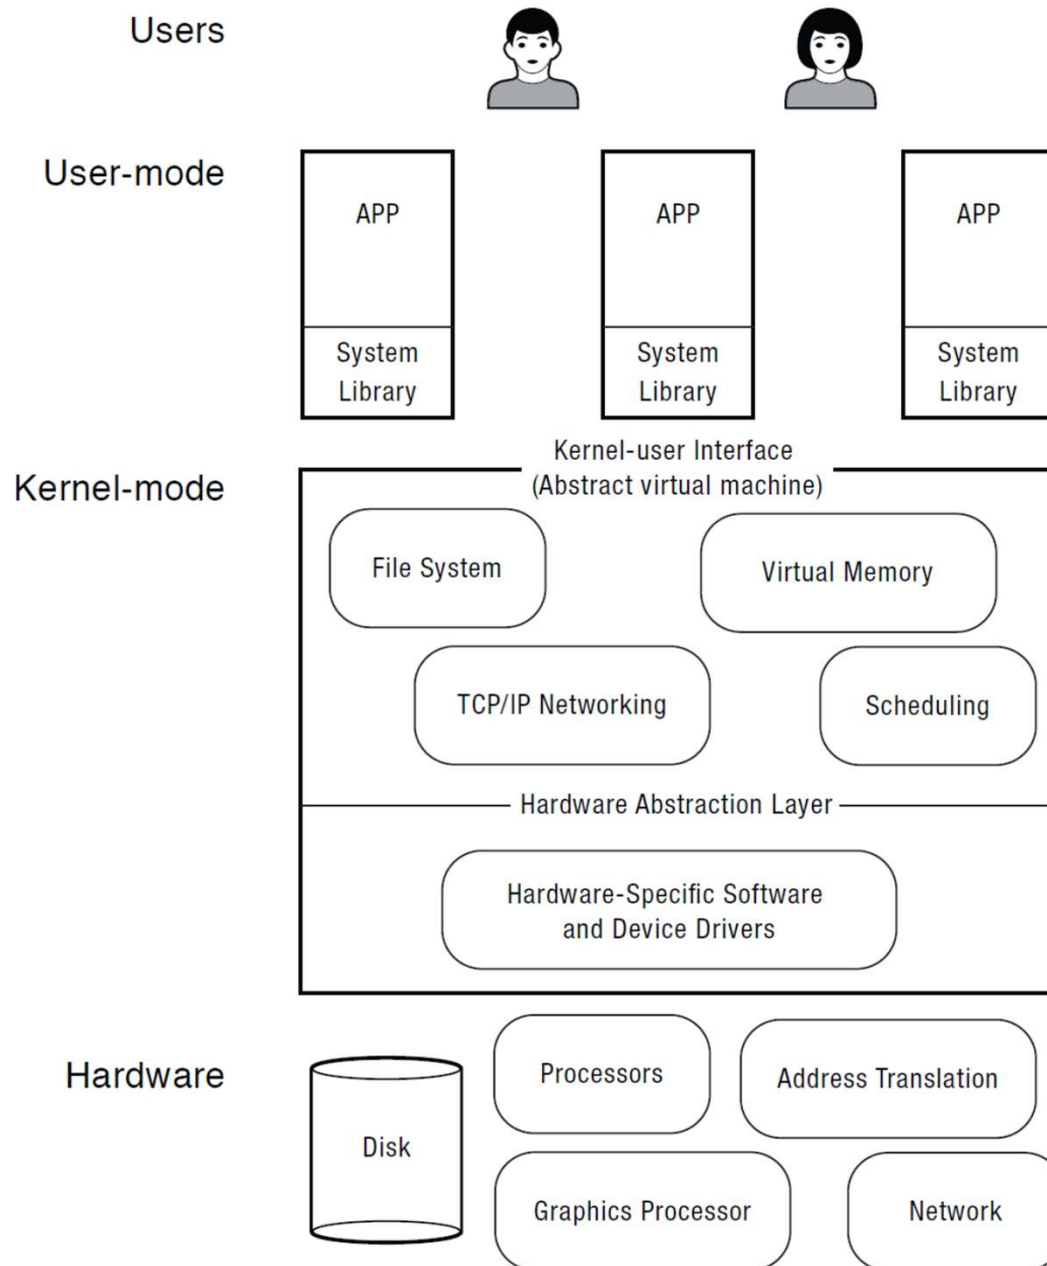 Users
User-mode
APP
APP
APP
System
Library
System
Library
System
Library
Kernel-mode
Kernel-user Interface
(Abstract virtual machine)
File System
Virtual Memory
TCP/IP Networking
Scheduling
Hardware Abstraction Layer
Hardware-Specific Software
and Device Drivers
Hardware
Processors
Address Translation
Disk
Graphics Processor
Network